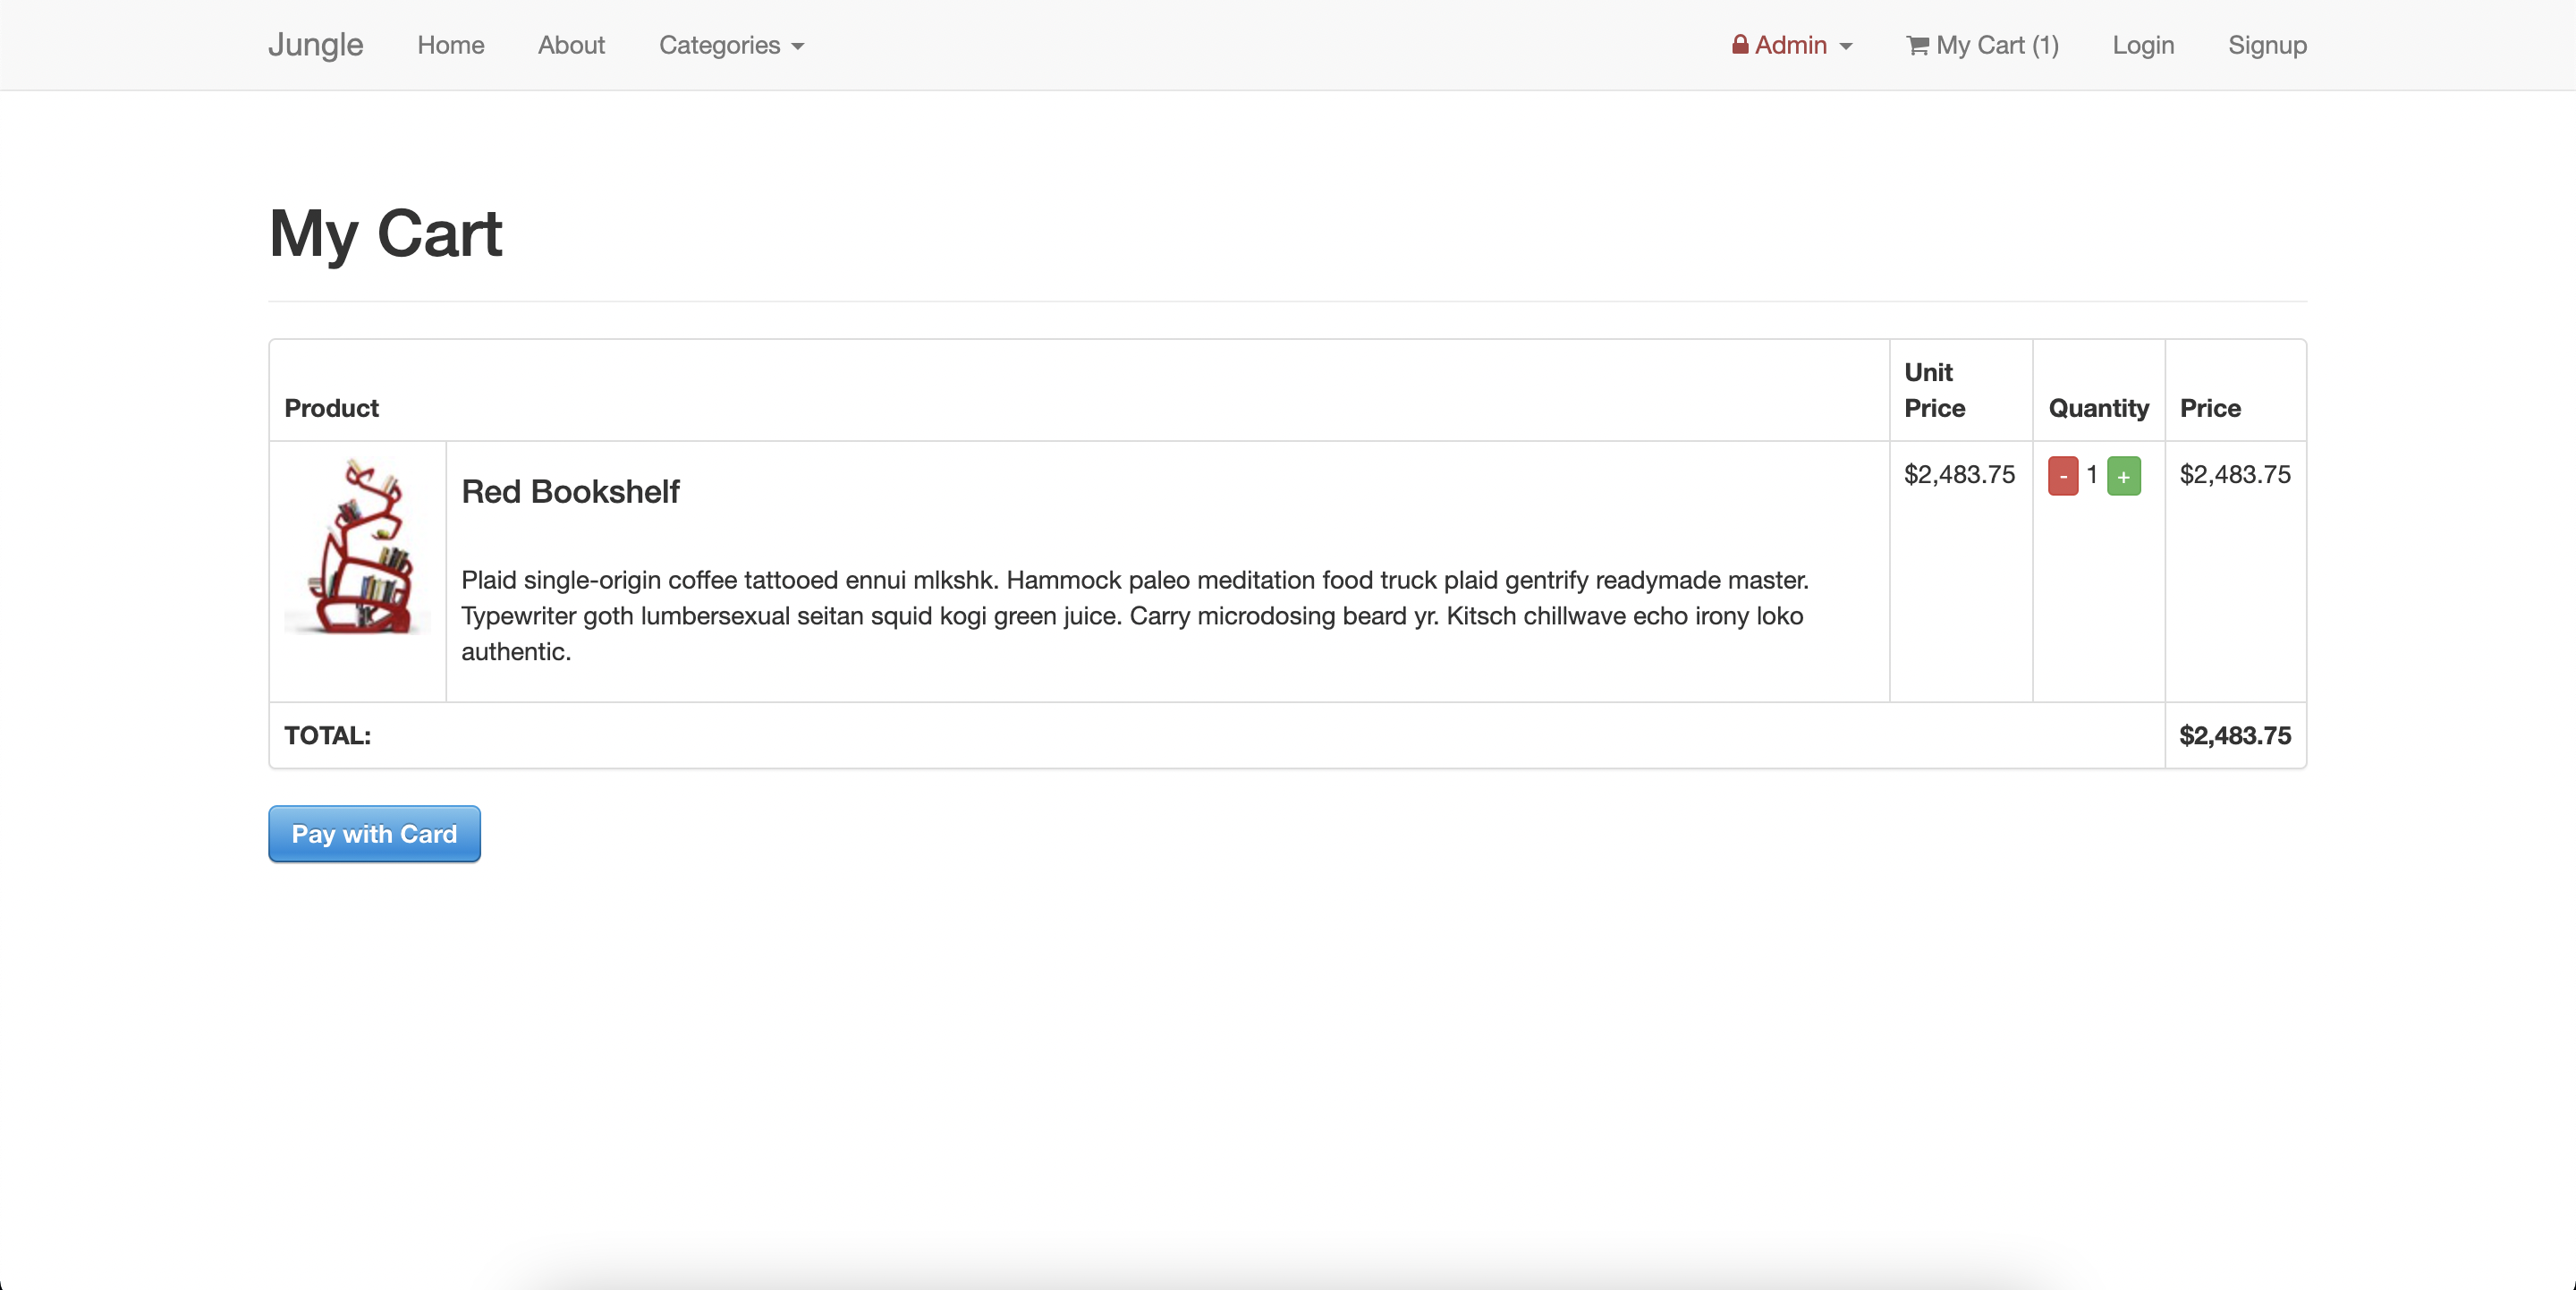 Jungle Home About Categories Admin My Cart (1) Login Signup
My Cart
Product Unit Price Quantity Price
Red Bookshelf $2,483.75 - 1 + $2,483.75
Plaid single-origin coffee tattooed ennui mlkshk. Hammock paleo meditation food truck plaid gentrify readymade master.
Typewriter goth lumbersexual seitan squid kogi green juice. Carry microdosing beard yr. Kitsch chillwave echo irony loko
authentic.
TOTAL: $2,483.75
Pay with Card